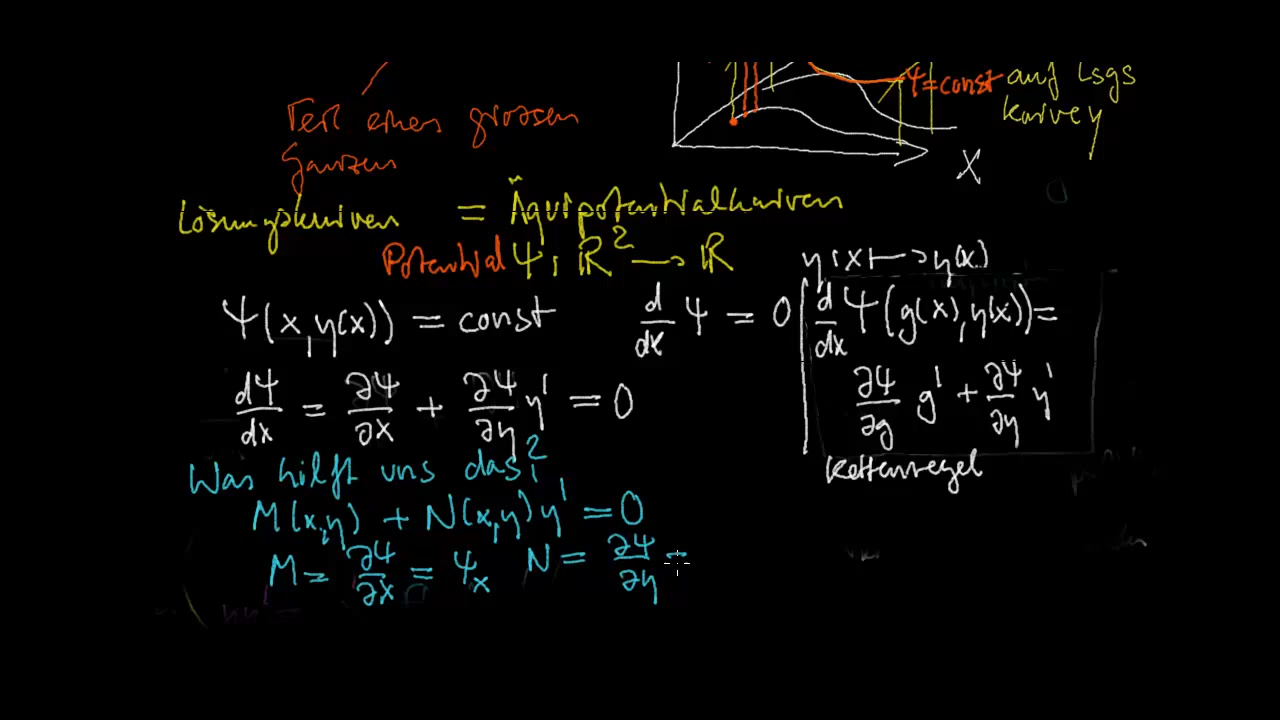 Teil eines grossen
Ganzen
Ψ = const auf Lsgs
kurve
y
x
Lösungskurven = Äquipotentialkurven
Potential Ψ: ℝ² → ℝ
y: x ↦ y(x)
Ψ(x, y(x)) = const
d/dx Ψ = 0
d/dx Ψ(g(x), y(x)) =
∂Ψ/∂g g' + ∂Ψ/∂y y'
Kettenregel
dΨ/dx = ∂Ψ/∂x + ∂Ψ/∂y y' = 0
Was hilft uns das?
M(x,y) + N(x,y) y' = 0
M = ∂Ψ/∂x = Ψₓ N = ∂Ψ/∂y =